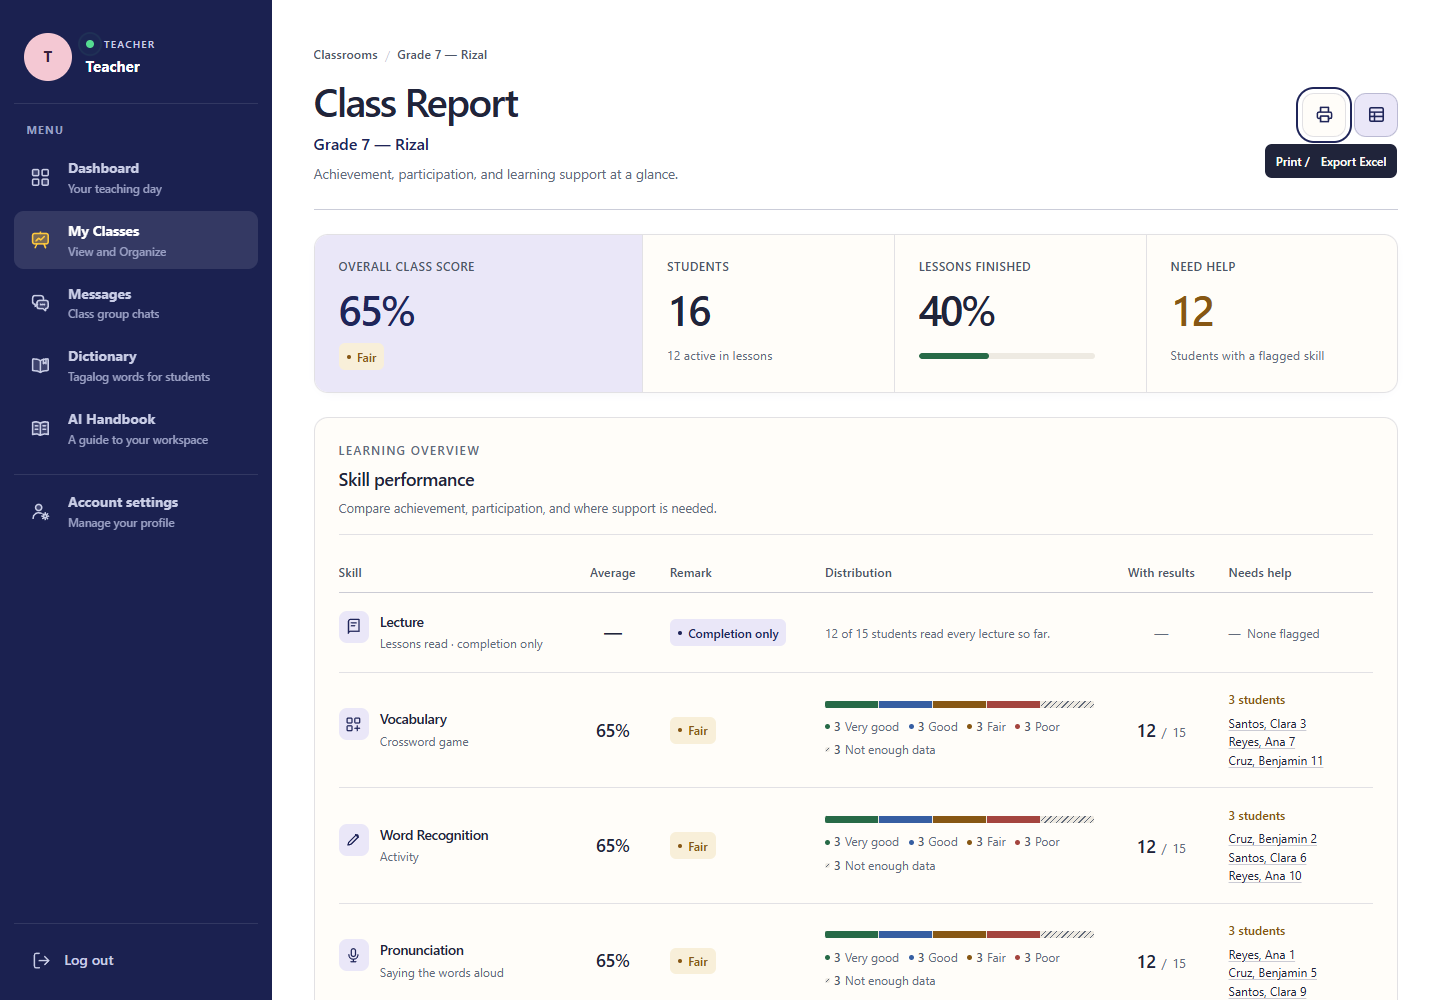 T
TEACHER
Teacher
MENU
Dashboard
Your teaching day
My Classes
View and Organize
Messages
Class group chats
Dictionary
Tagalog words for students
AI Handbook
A guide to your workspace
Account settings
Manage your profile
Log out
Classrooms / Grade 7 — Rizal
Class Report
Grade 7 — Rizal
Achievement, participation, and learning support at a glance.
Print / Export Excel
OVERALL CLASS SCORE
65%
• Fair
STUDENTS
16
12 active in lessons
LESSONS FINISHED
40%
NEED HELP
12
Students with a flagged skill
LEARNING OVERVIEW
Skill performance
Compare achievement, participation, and where support is needed.
Skill Average Remark Distribution With results Needs help
Lecture
Lessons read · completion only
—
• Completion only
12 of 15 students read every lecture so far.
—
— None flagged
Vocabulary
Crossword game
65%
• Fair
• 3 Very good • 3 Good • 3 Fair • 3 Poor
3 Not enough data
12 / 15
3 students
Santos, Clara 3
Reyes, Ana 7
Cruz, Benjamin 11
Word Recognition
Activity
65%
• Fair
• 3 Very good • 3 Good • 3 Fair • 3 Poor
3 Not enough data
12 / 15
3 students
Cruz, Benjamin 2
Santos, Clara 6
Reyes, Ana 10
Pronunciation
Saying the words aloud
65%
• Fair
• 3 Very good • 3 Good • 3 Fair • 3 Poor
3 Not enough data
12 / 15
3 students
Reyes, Ana 1
Cruz, Benjamin 5
Santos, Clara 9